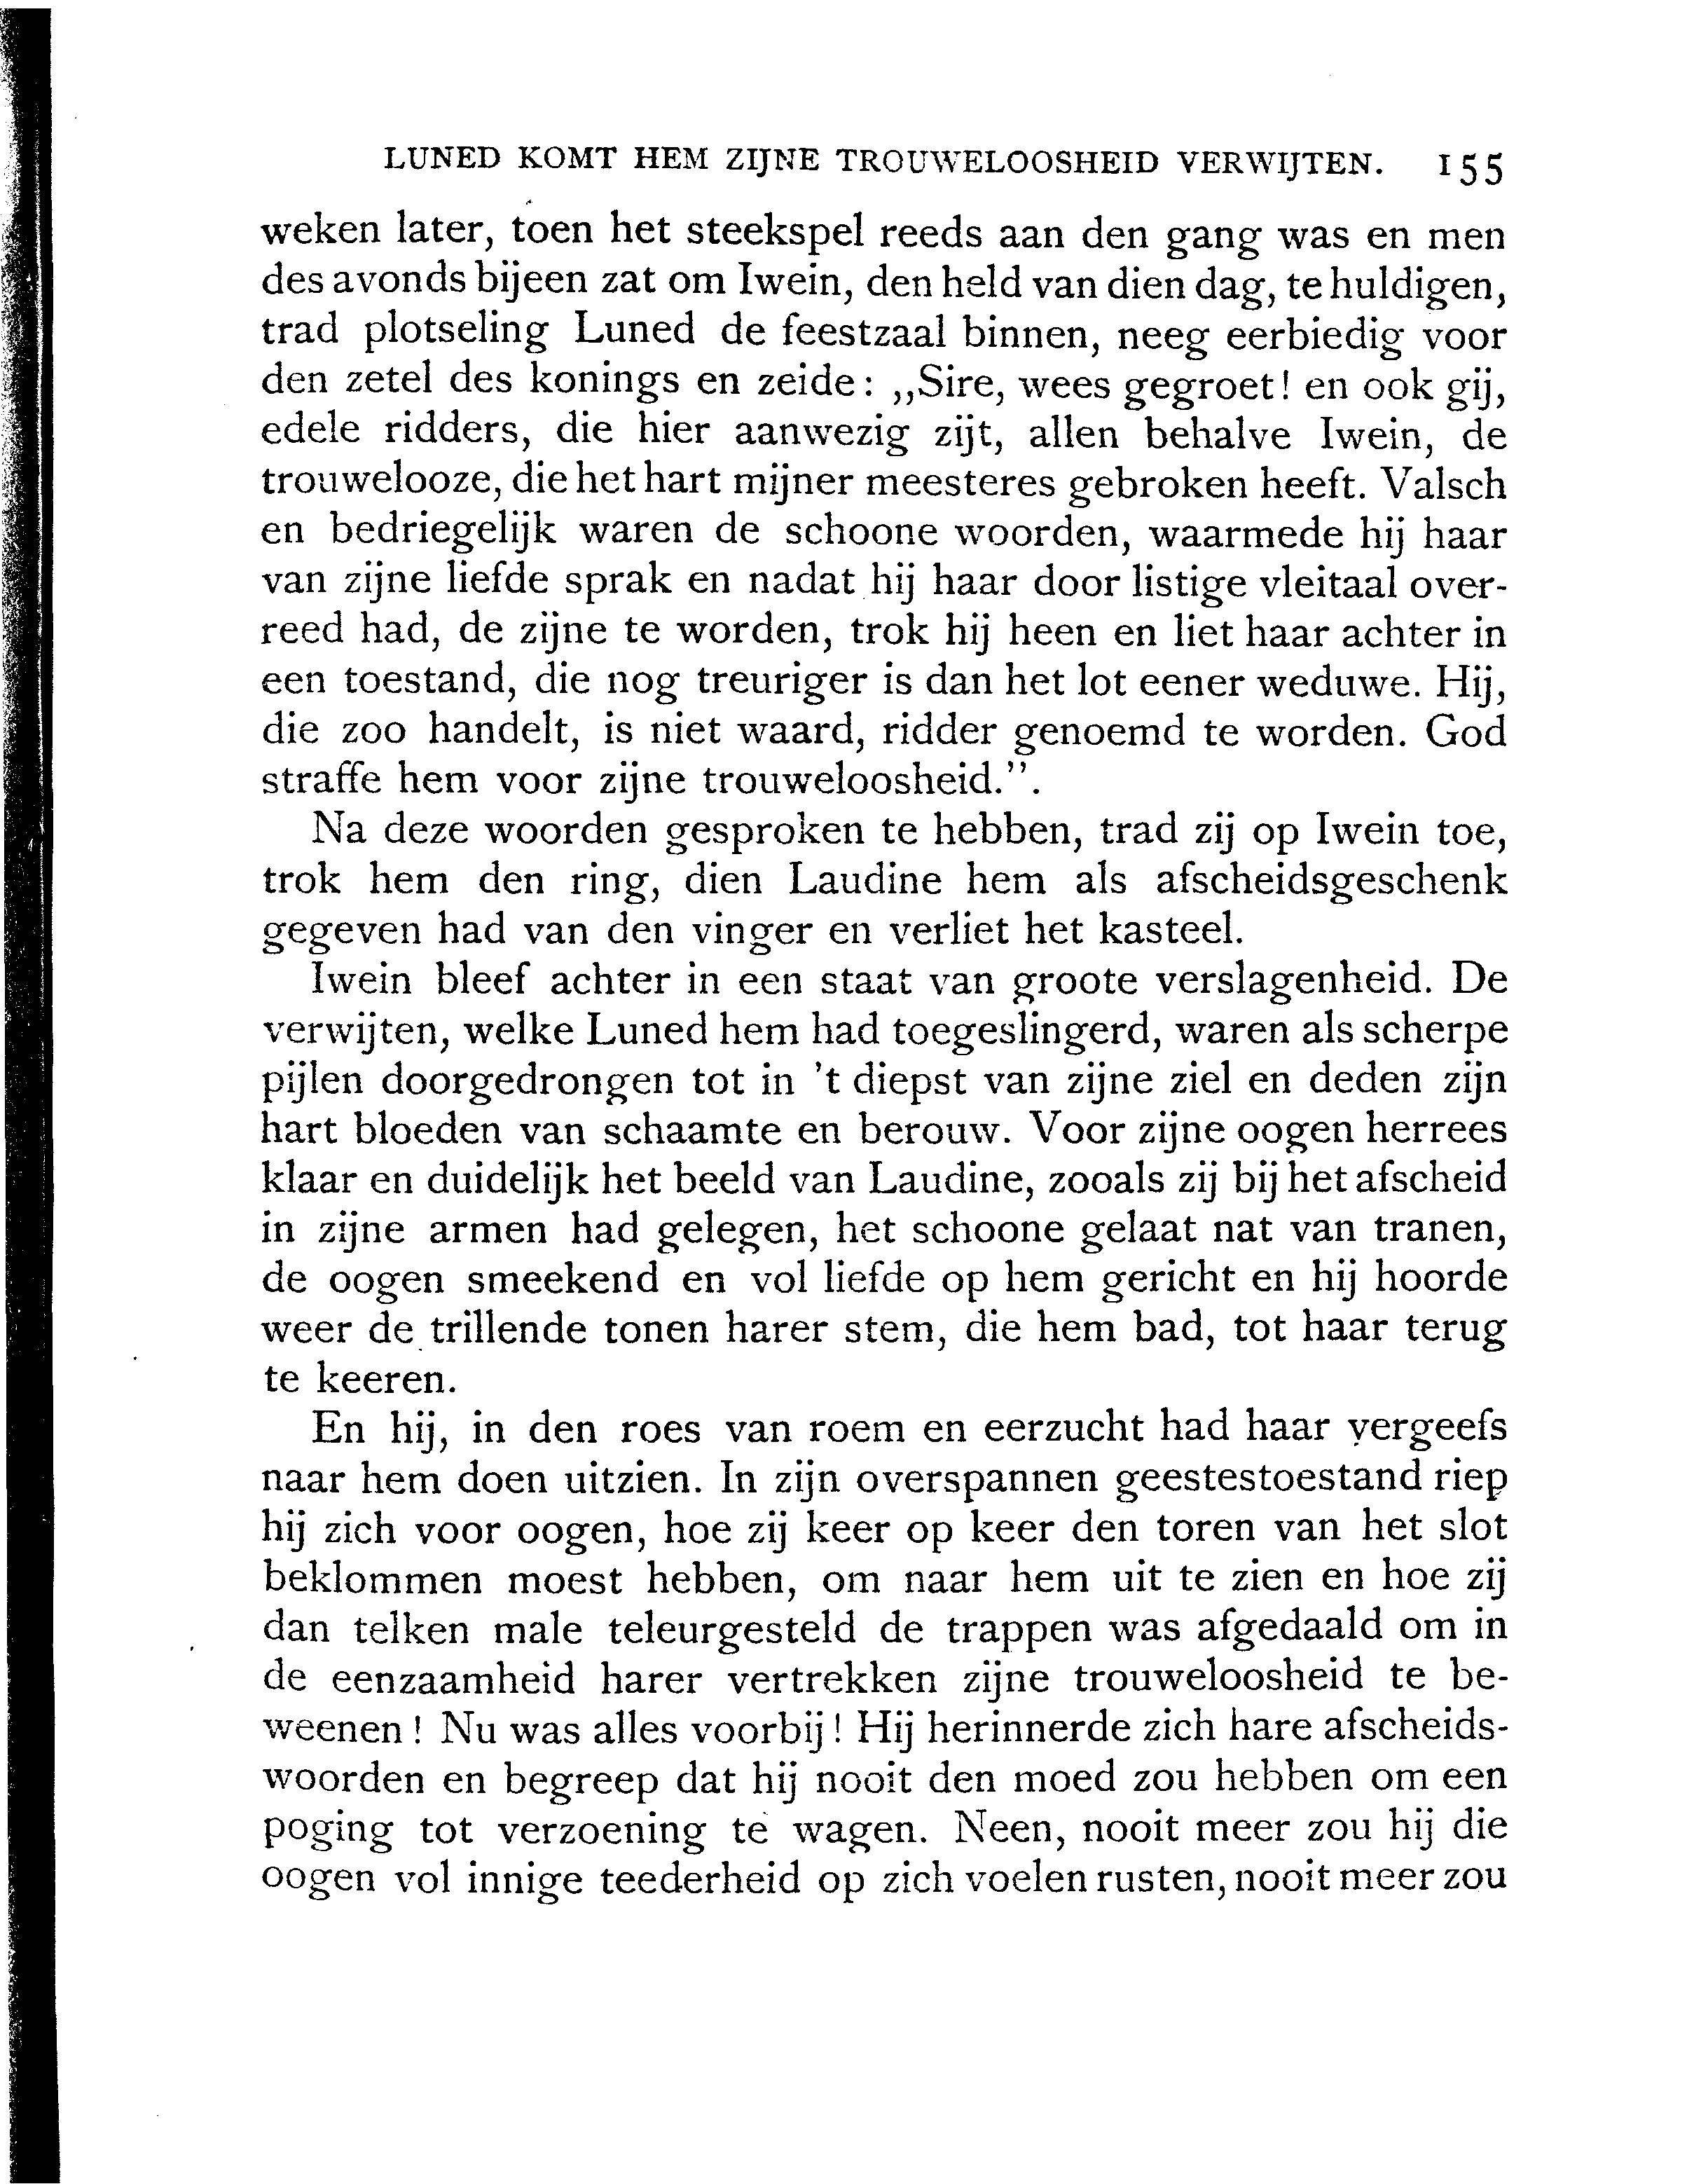 LUNED KOMT HEM ZIJNE TROUWELOOSHEID VERWIJTEN. 155
weken later, toen het steekspel reeds aan den gang was en men
des avonds bijeen zat om Iwein, den held van dien dag, te huldigen,
trad plotseling Luned de feestzaal binnen, neeg eerbiedig voor
den zetel des konings en zeide: „Sire, wees gegroet! en ook gij,
edele ridders, die hier aanwezig zijt, allen behalve Iwein, de
trouwelooze, die het hart mijner meesteres gebroken heeft. Valsch
en bedriegelijk waren de schoone woorden, waarmede hij haar
van zijne liefde sprak en nadat hij haar door listige vleitaal over-
reed had, de zijne te worden, trok hij heen en liet haar achter in
een toestand, die nog treuriger is dan het lot eener weduwe. Hij,
die zoo handelt, is niet waard, ridder genoemd te worden. God
straffe hem voor zijne trouweloosheid.”.
Na deze woorden gesproken te hebben, trad zij op Iwein toe,
trok hem den ring, dien Laudine hem als afscheidsgeschenk
gegeven had van den vinger en verliet het kasteel.
Iwein bleef achter in een staat van groote verslagenheid. De
verwijten, welke Luned hem had toegeslingerd, waren als scherpe
pijlen doorgedrongen tot in 't diepst van zijne ziel en deden zijn
hart bloeden van schaamte en berouw. Voor zijne oogen herrees
klaar en duidelijk het beeld van Laudine, zooals zij bij het afscheid
in zijne armen had gelegen, het schoone gelaat nat van tranen,
de oogen smeekend en vol liefde op hem gericht en hij hoorde
weer de trillende tonen harer stem, die hem bad, tot haar terug
te keeren.
En hij, in den roes van roem en eerzucht had haar vergeefs
naar hem doen uitzien. In zijn overspannen geestestoestand riep
hij zich voor oogen, hoe zij keer op keer den toren van het slot
beklommen moest hebben, om naar hem uit te zien en hoe zij
dan telken male teleurgesteld de trappen was afgedaald om in
de eenzaamheid harer vertrekken zijne trouweloosheid te be-
weenen! Nu was alles voorbij! Hij herinnerde zich hare afscheids-
woorden en begreep dat hij nooit den moed zou hebben om een
poging tot verzoening te wagen. Neen, nooit meer zou hij die
oogen vol innige teederheid op zich voelen rusten, nooit meer zou